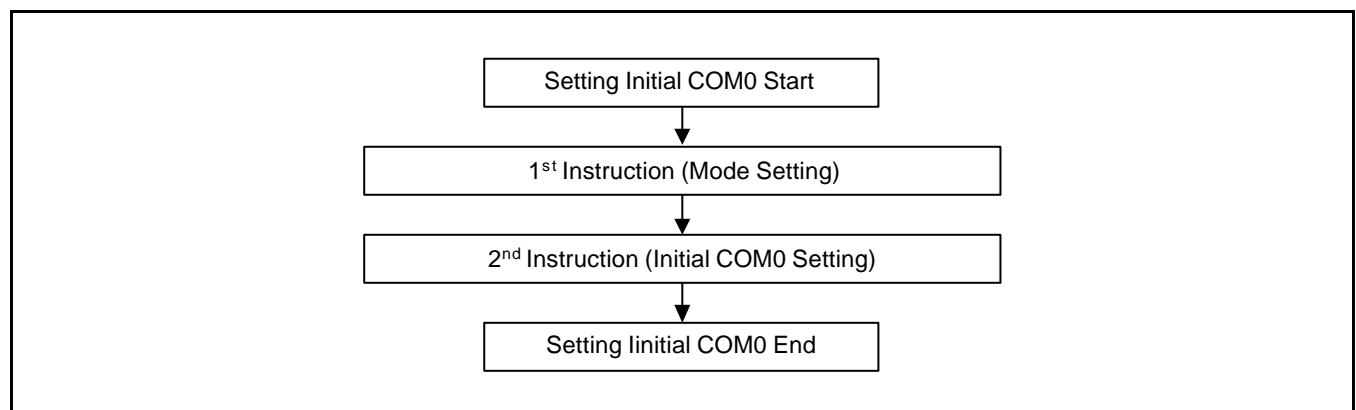 Setting Initial COM0 Start
1st Instruction (Mode Setting)
2nd Instruction (Initial COM0 Setting)
Setting Iinitial COM0 End